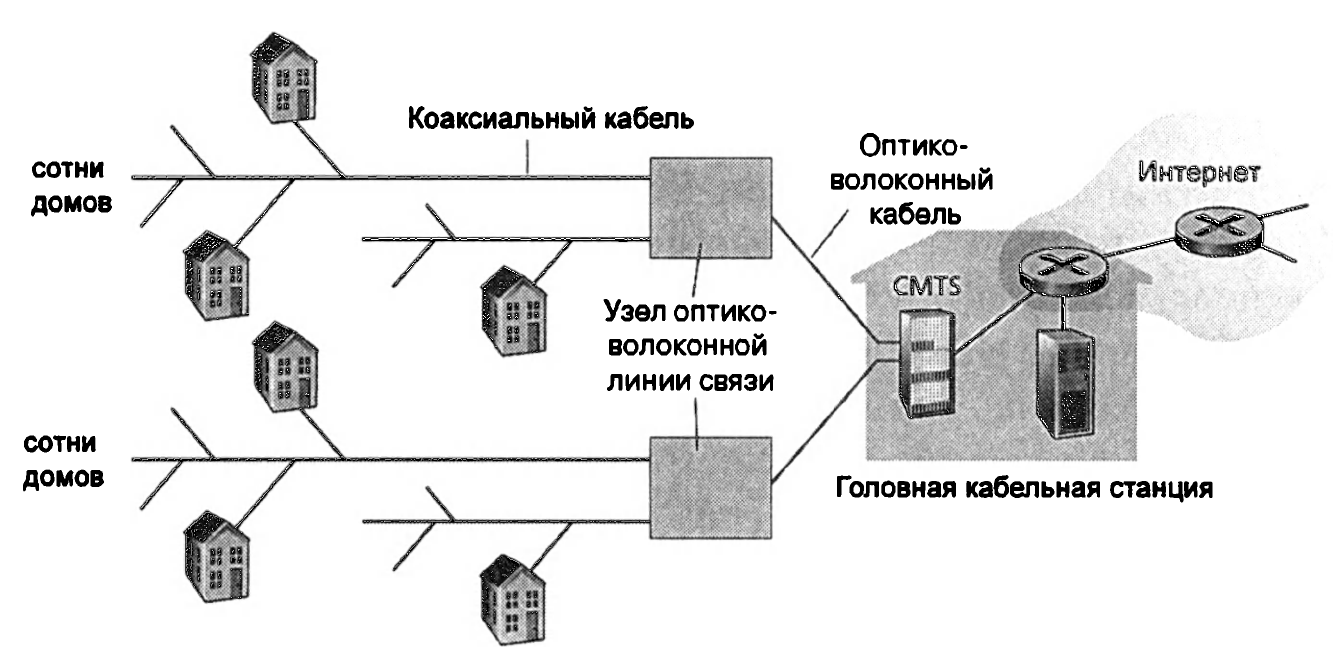 Коаксиальный кабель
сотни
домов
Оптико-
волоконный
кабель
Интернет
CMTS
Узел оптико-
волоконной
линии связи
сотни
домов
Головная кабельная станция